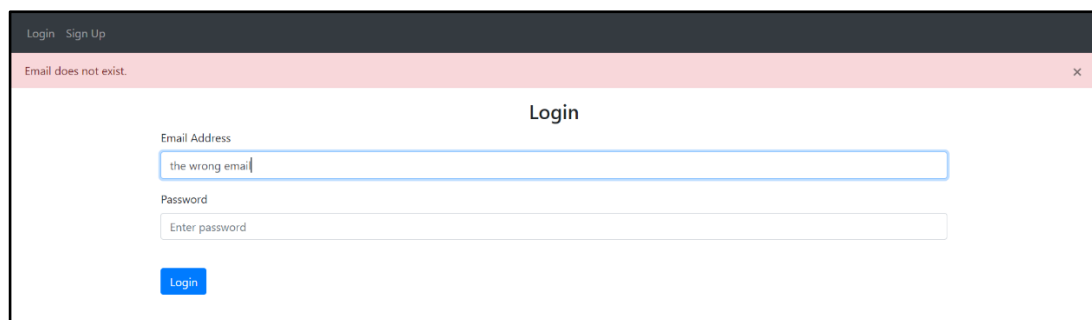 Login Sign Up
Email does not exist. ×
Login
Email Address
the wrong email
Password
Enter password
Login